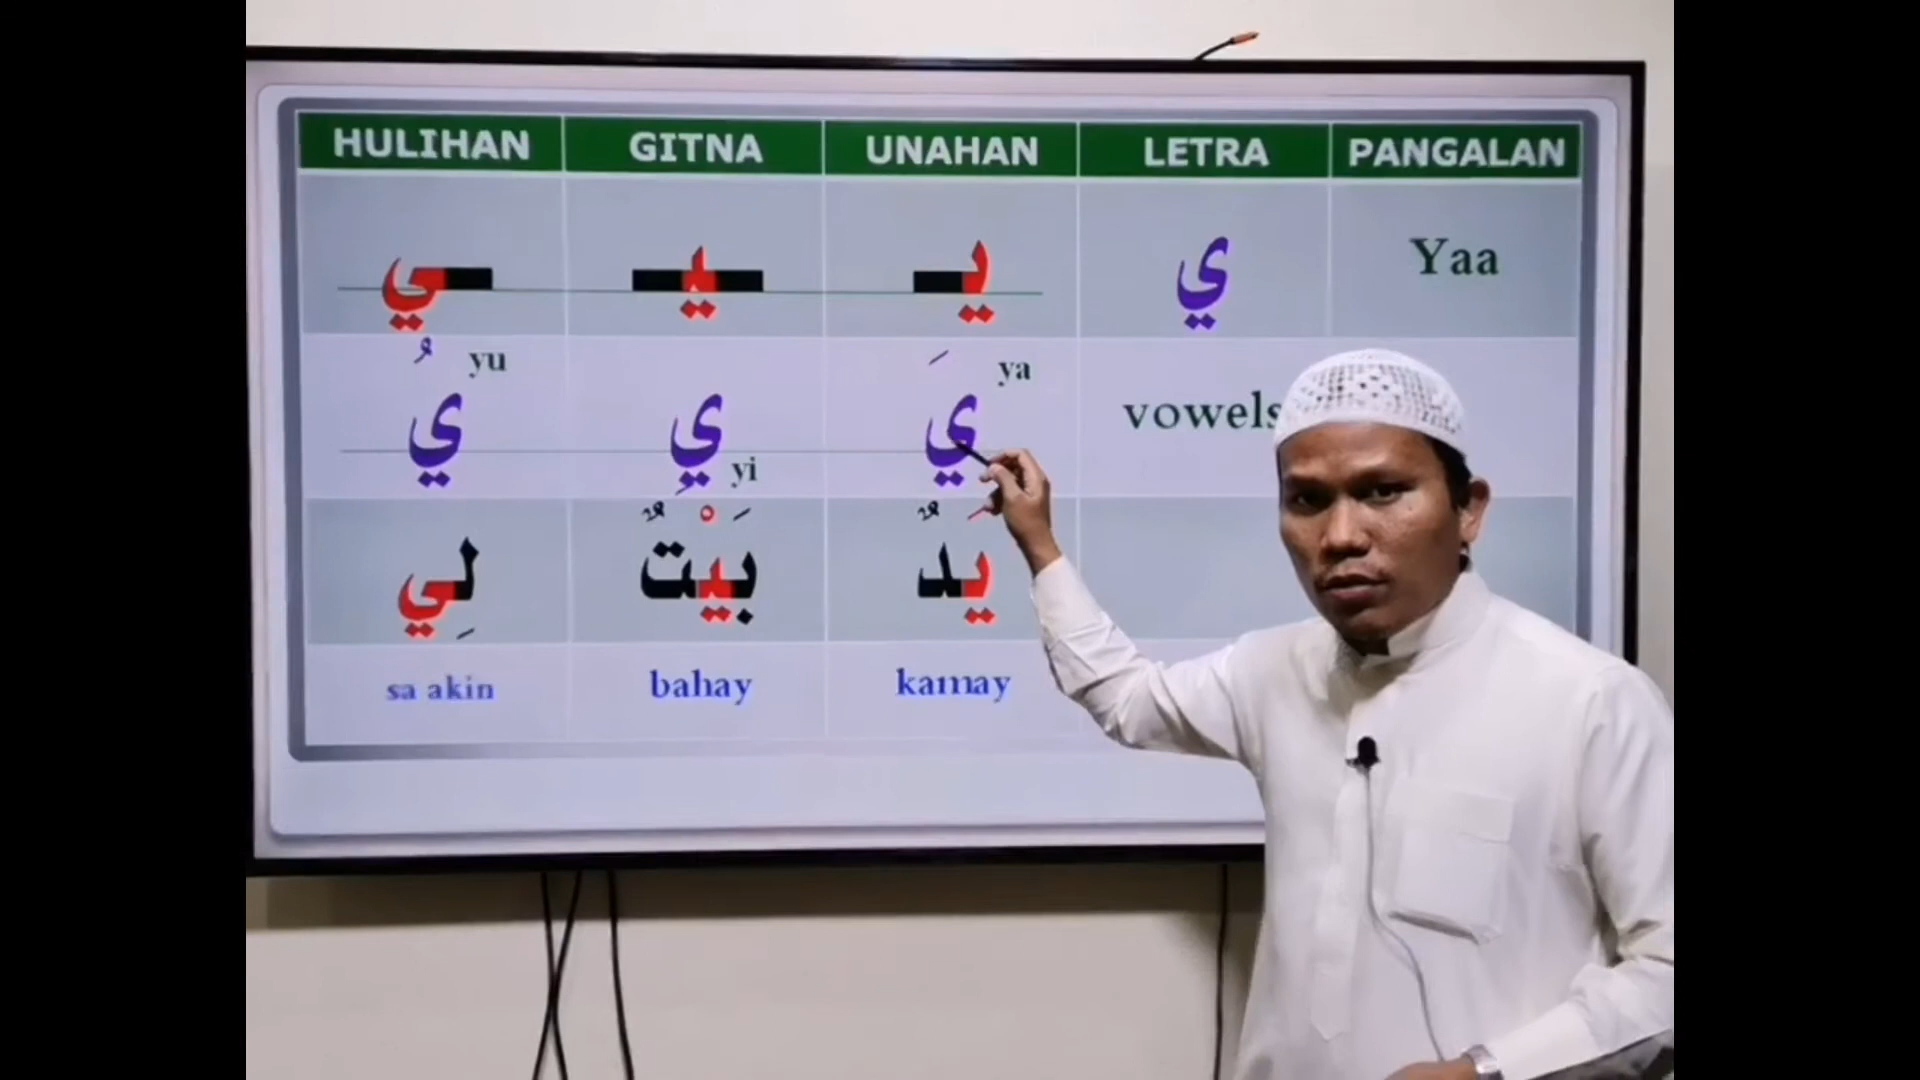 HULIHAN GITNA UNAHAN LETRA PANGALAN
ـي ـيـ يـ ي Yaa
يُ yu يِ yi يَ ya vowels
لِي بَيْتٌ يَدٌ
sa akin bahay kamay